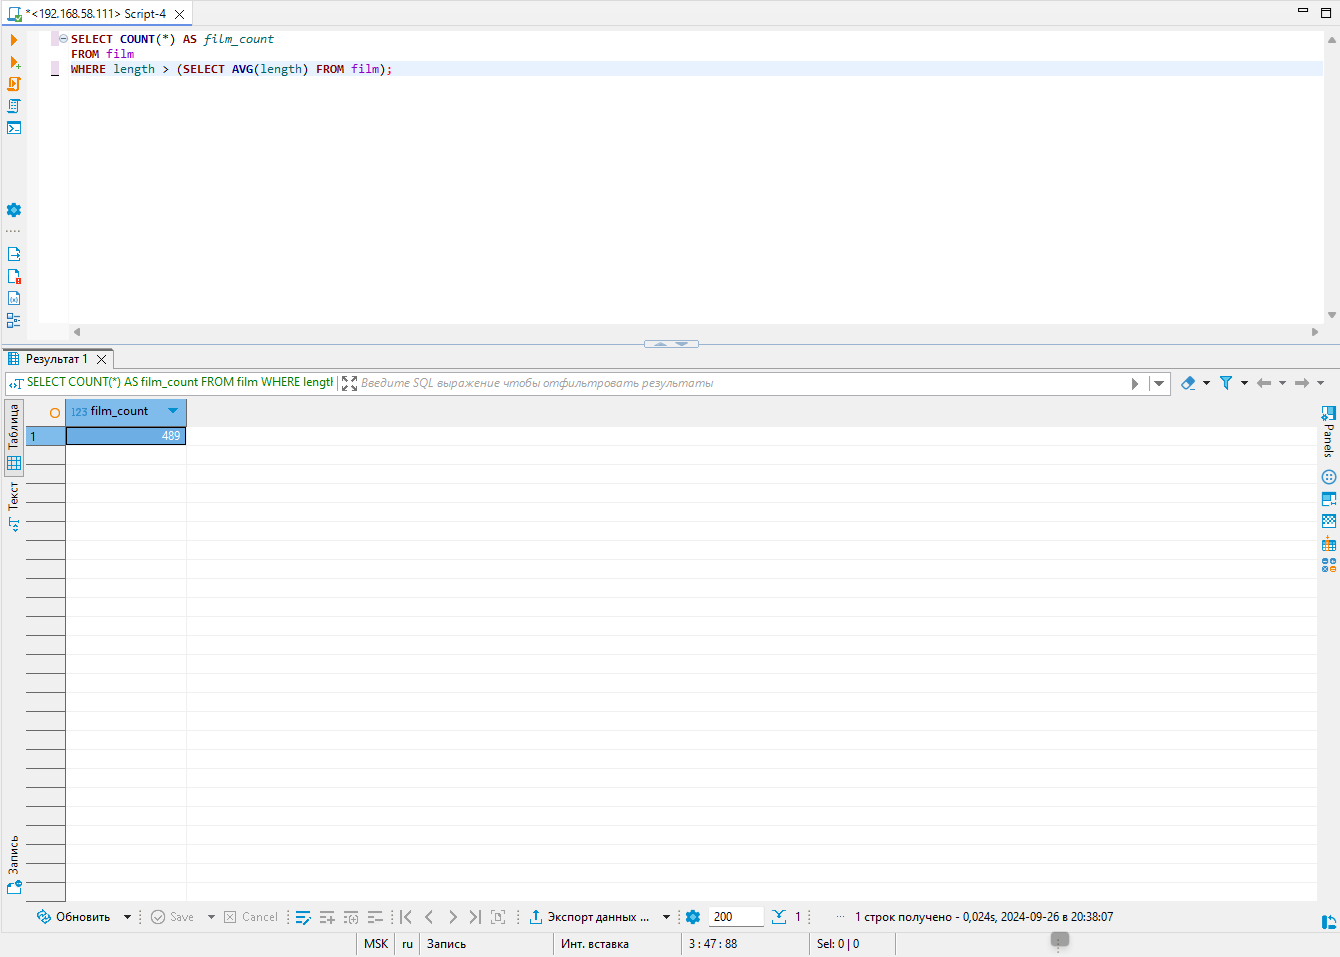 *<192.168.58.111> Script-4
SELECT COUNT(*) AS film_count
FROM film
WHERE length > (SELECT AVG(length) FROM film);
Результат 1
SELECT COUNT(*) AS film_count FROM film WHERE length
Введите SQL выражение чтобы отфильтровать результаты
Таблица
Текст
Запись
123 film_count
1 489
Panels
Обновить Save Cancel Экспорт данных ... 200 1 ... 1 строк получено - 0,024s, 2024-09-26 в 20:38:07
MSK ru Запись Инт. вставка 3 : 47 : 88 Sel: 0 | 0